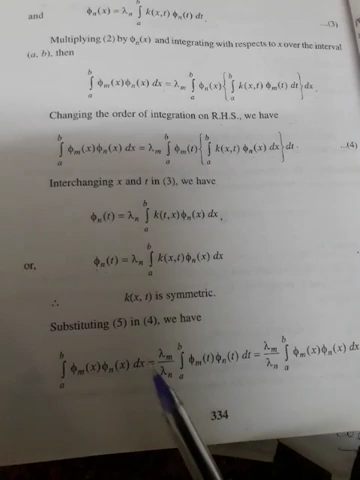 and φₙ(x) = λₙ ∫ₐᵇ k(x,t) φₙ(t) dt. ...(3)
Multiplying (2) by φₙ(x) and integrating with respects to x over the interval
(a, b), then
∫ₐᵇ φₘ(x)φₙ(x) dx = λₘ ∫ₐᵇ φₙ(x) { ∫ₐᵇ k(x,t) φₘ(t) dt } dx.
Changing the order of integration on R.H.S., we have
∫ₐᵇ φₘ(x)φₙ(x) dx = λₘ ∫ₐᵇ φₘ(t) { ∫ₐᵇ k(x,t) φₙ(x) dx } dt. ...(4)
Interchanging x and t in (3), we have
φₙ(t) = λₙ ∫ₐᵇ k(t,x) φₙ(x) dx.
or, φₙ(t) = λₙ ∫ₐᵇ k(x,t) φₙ(x) dx
∴ k(x, t) is symmetric.
Substituting (5) in (4), we have
∫ₐᵇ φₘ(x)φₙ(x) dx = λₘ/λₙ ∫ₐᵇ φₘ(t)φₙ(t) dt = λₘ/λₙ ∫ₐᵇ φₘ(x)φₙ(x) dx
334